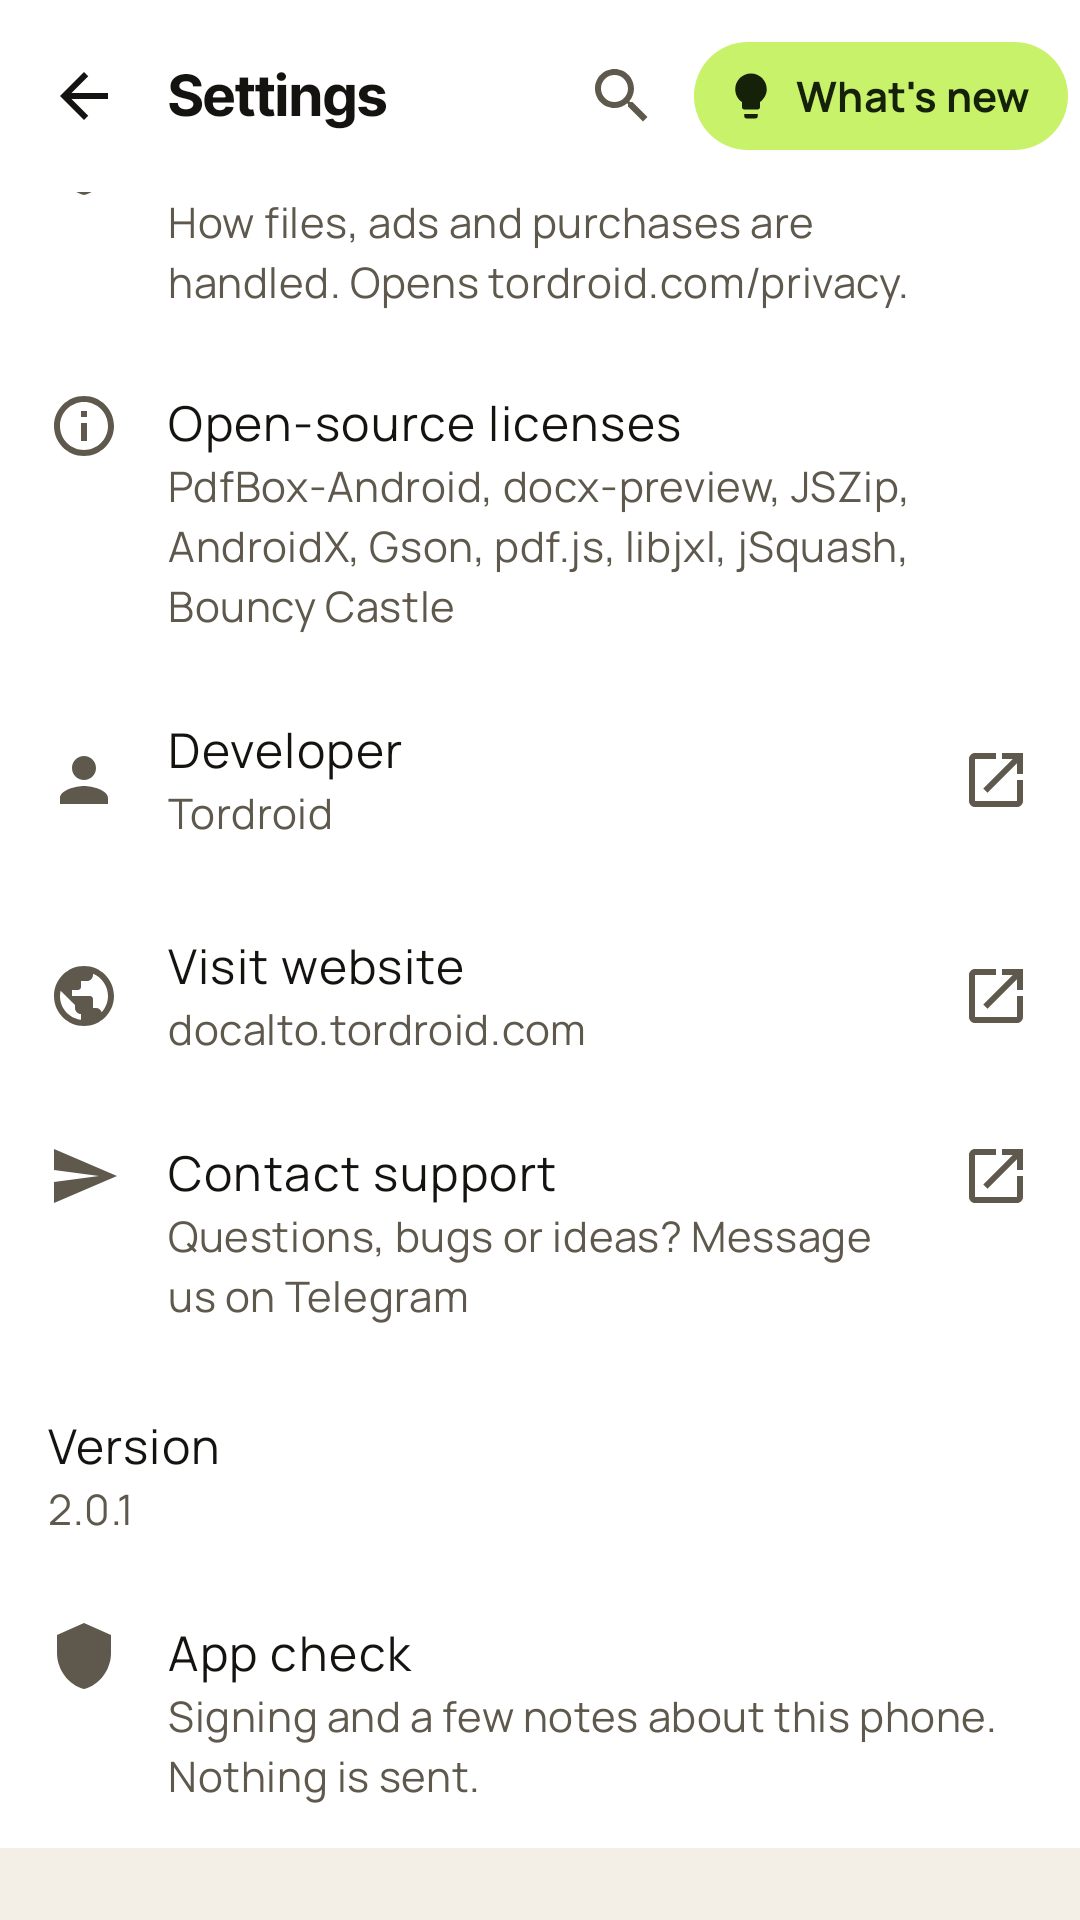 Settings
What's new
How files, ads and purchases are
handled. Opens tordroid.com/privacy.
Open-source licenses
PdfBox-Android, docx-preview, JSZip,
AndroidX, Gson, pdf.js, libjxl, jSquash,
Bouncy Castle
Developer
Tordroid
Visit website
docalto.tordroid.com
Contact support
Questions, bugs or ideas? Message
us on Telegram
Version
2.0.1
App check
Signing and a few notes about this phone.
Nothing is sent.